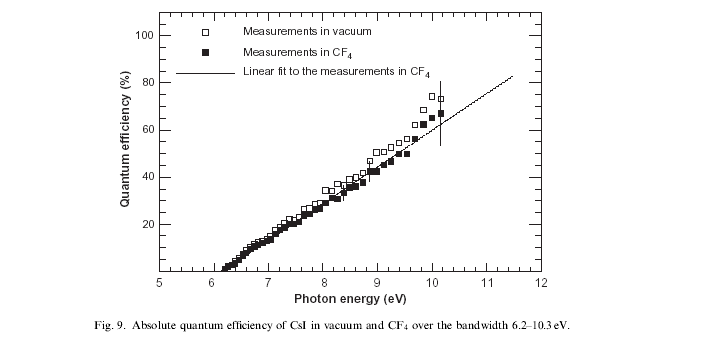 100
80
60
40
20
Quantum efficiency (%)
Measurements in vacuum
Measurements in CF₄
Linear fit to the measurements in CF₄
5 6 7 8 9 10 11 12
Photon energy (eV)
Fig. 9. Absolute quantum efficiency of CsI in vacuum and CF₄ over the bandwidth 6.2–10.3 eV.